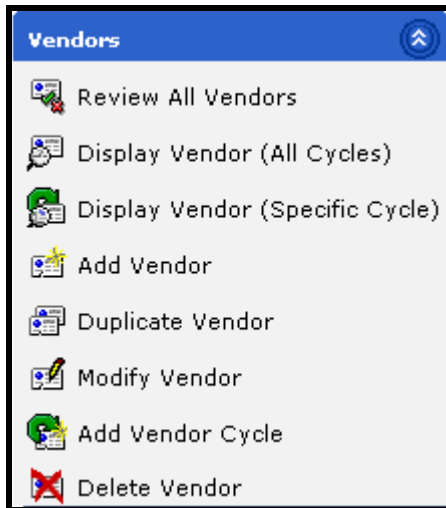 Vendors
Review All Vendors
Display Vendor (All Cycles)
Display Vendor (Specific Cycle)
Add Vendor
Duplicate Vendor
Modify Vendor
Add Vendor Cycle
Delete Vendor